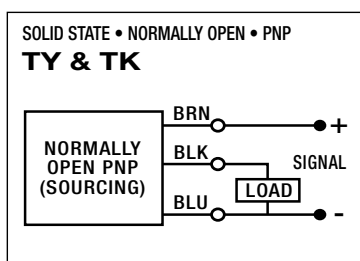 SOLID STATE • NORMALLY OPEN • PNP
TY & TK
BRN
+
NORMALLY
OPEN PNP
(SOURCING)
BLK
SIGNAL
LOAD
BLU
-